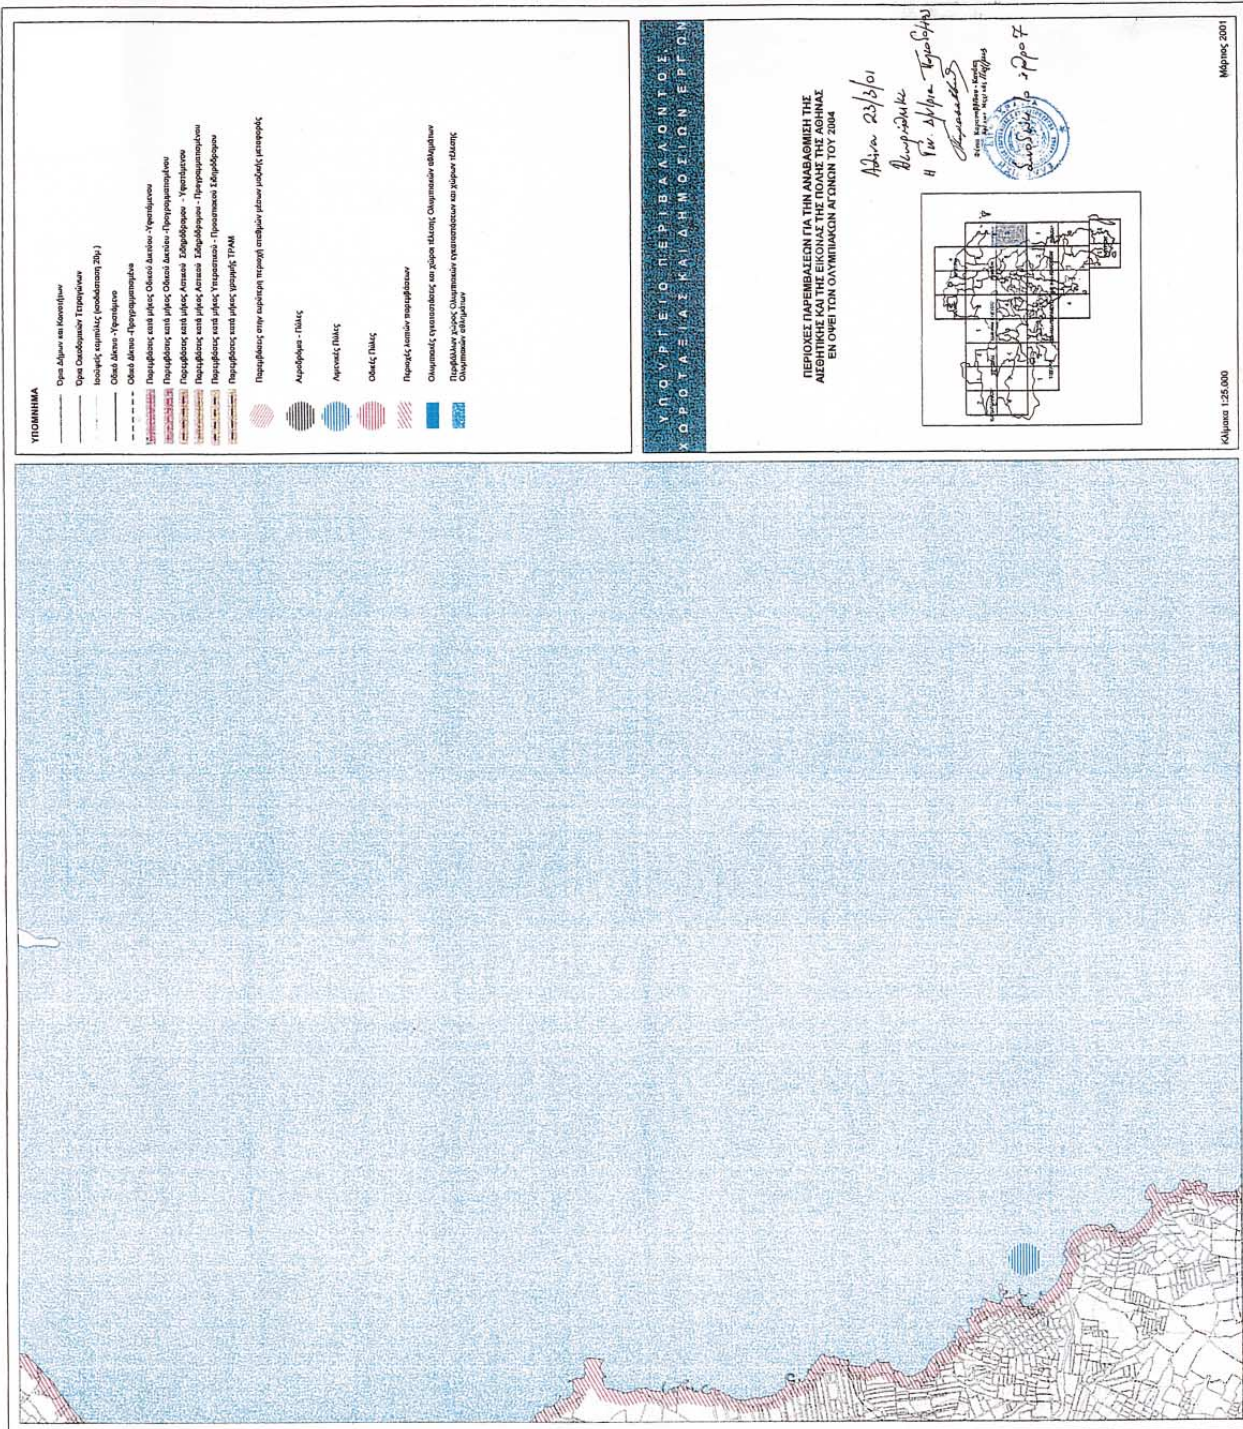 ΥΠΟΜΝΗΜΑ
Όρια Δήμων και Κοινοτήτων
Όρια Οικοδομικών Τετραγώνων
Ισοϋψείς καμπύλες (ισοδιάσταση 20μ.)
Οδικό Δίκτυο -Υφιστάμενο
Οδικό Δίκτυο -Προγραμματισμένο
Παρεμβάσεις κατά μήκος Οδικού Δικτύου -Υφιστάμενου
Παρεμβάσεις κατά μήκος Οδικού Δικτύου -Προγραμματισμένου
Παρεμβάσεις κατά μήκος Αστικού Σιδηρόδρομου - Υφιστάμενου
Παρεμβάσεις κατά μήκος Αστικού Σιδηρόδρομου - Προγραμματισμένου
Παρεμβάσεις κατά μήκος Υπεραστικού - Προαστιακού Σιδηρόδρομου
Παρεμβάσεις κατά μήκος γραμμής ΤΡΑΜ
Παρεμβάσεις στην ευρύτερη περιοχή σταθμών μέσων μαζικής μεταφοράς
Αεροδρόμια - Πύλες
Λιμενικές Πύλες
Οδικές Πύλες
Περιοχές λοιπών παρεμβάσεων
Ολυμπιακές εγκαταστάσεις και χώροι τέλεσης Ολυμπιακών αθλημάτων
Περιβάλλων χώρος Ολυμπιακών εγκαταστάσεων και χώρων τέλεσης
Ολυμπιακών αθλημάτων
ΥΠΟΥΡΓΕΙΟ ΠΕΡΙΒΑΛΛΟΝΤΟΣ,
ΧΩΡΟΤΑΞΙΑΣ ΚΑΙ ΔΗΜΟΣΙΩΝ ΕΡΓΩΝ
ΠΕΡΙΟΧΕΣ ΠΑΡΕΜΒΑΣΕΩΝ ΓΙΑ ΤΗΝ ΑΝΑΒΑΘΜΙΣΗ ΤΗΣ
ΑΙΣΘΗΤΙΚΗΣ ΚΑΙ ΤΗΣ ΕΙΚΟΝΑΣ ΤΗΣ ΠΟΛΗΣ ΤΗΣ ΑΘΗΝΑΣ
ΕΝ ΟΨΕΙ ΤΩΝ ΟΛΥΜΠΙΑΚΩΝ ΑΓΩΝΩΝ ΤΟΥ 2004
Αθήνα 23/3/01
Θεωρήθηκε
Η Γεν.
άρθρο 7
Κλίμακα 1:25.000
Μάρτιος 2001